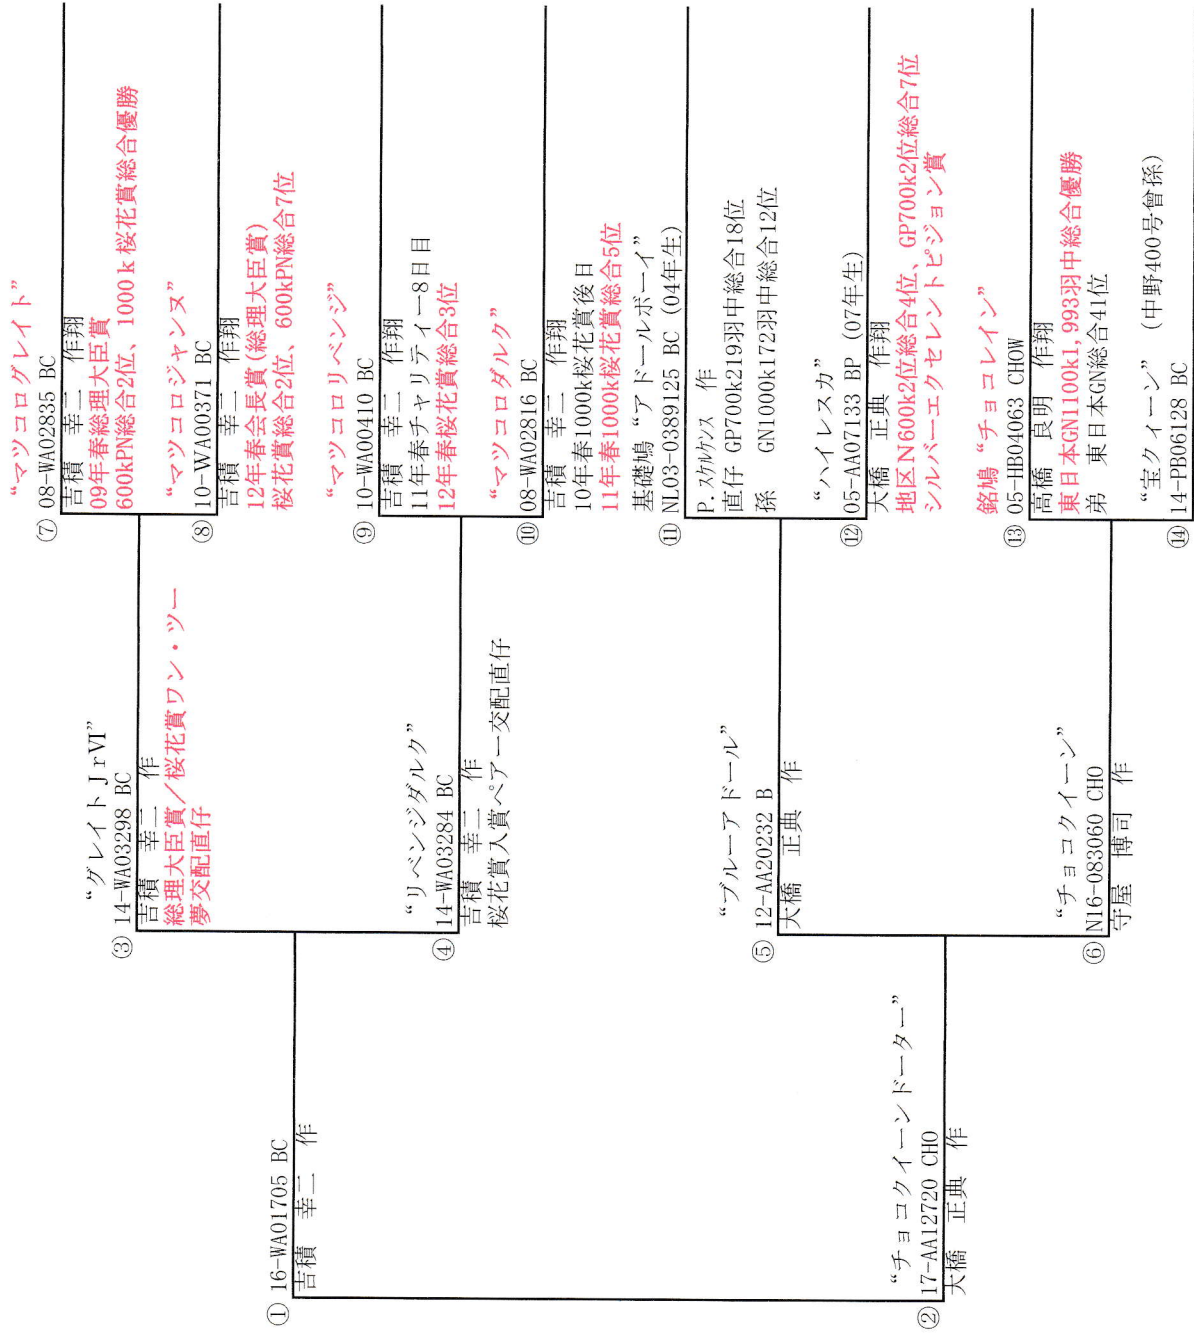 ① 16-WA01705 BC
吉積 幸二 作
“チョコクイーンドーター”
② 17-AA12720 CHO
大橋 正典 作
“グレイトＪｒⅥ”
③ 14-WA03298 BC
吉積 幸二 作
総理大臣賞／桜花賞ワン・ツー
夢交配直仔
“リベンジダルク”
④ 14-WA03284 BC
吉積 幸二 作
桜花賞入賞ペアー交配直仔
“ブルーアドール”
⑤ 12-AA20232 B
大橋 正典 作
“チョコクイーン”
⑥ N16-083060 CHO
守屋 博司 作
“マツコログレイト”
⑦ 08-WA02835 BC
吉積 幸二 作翔
09年春総理大臣賞
600kPN総合2位、1000ｋ桜花賞総合優勝
“マツコロジャンヌ”
⑧ 10-WA00371 BC
吉積 幸二 作翔
12年春会長賞(総理大臣賞)
桜花賞総合2位、600kPN総合7位
“マツコロリベンジ”
⑨ 10-WA00410 BC
吉積 幸二 作翔
11年春チャリティー8日目
12年春桜花賞総合3位
“マツコロダルク”
⑩ 08-WA02816 BC
吉積 幸二 作翔
10年春1000k桜花賞後日
11年春1000k桜花賞総合5位
基礎鳩“アドールボーイ”
⑪ NL03-0389125 BC (04年生)
P.スケルケンス 作
直仔 GP700k219羽中総合18位
孫 GN1000k172羽中総合12位
“ハイレスカ”
⑫ 05-AA07133 BP (07年生)
大橋 正典 作翔
地区Ｎ600k2位総合4位、GP700k2位総合7位
シルバーエクセレントピジョン賞
銘鳩“チョコレイン”
⑬ 05-HB04063 CHOW
高橋 良明 作翔
東日本GN1100k1,993羽中総合優勝
弟 東日本GN総合41位
“宝クィーン” (中野400号曾孫)
⑭ 14-PB06128 BC